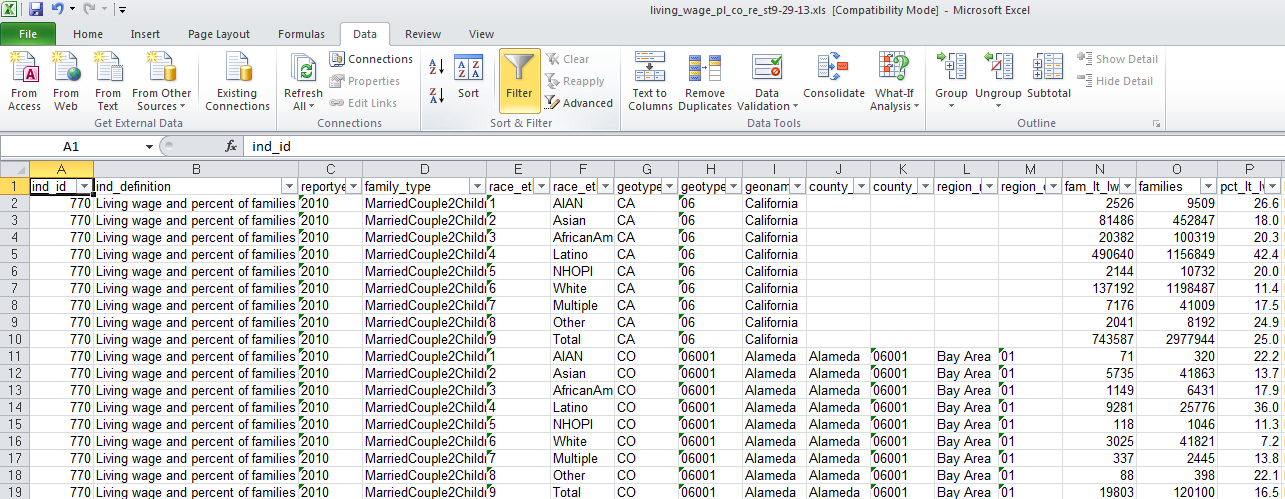 living_wage_pl_co_re_st9-29-13.xls [Compatibility Mode] - Microsoft Excel
File Home Insert Page Layout Formulas Data Review View
From Access From Web From Text From Other Sources Existing Connections Refresh All Connections Properties Edit Links Sort Filter Clear Reapply Advanced Text to Columns Remove Duplicates Data Validation Consolidate What-If Analysis Group Ungroup Subtotal Show Detail Hide Detail
Get External Data Connections Sort & Filter Data Tools Outline
A1 fx ind_id
A B C D E F G H I J K L M N O P
1 ind_id ind_definition reportye family_type race_et race_et geotype geotype geonam county_ county_ region_ region_ fam_lt_lw families pct_lt_l
2 770 Living wage and percent of families 2010 MarriedCouple2Child 1 AIAN CA 06 California 2526 9509 26.6
3 770 Living wage and percent of families 2010 MarriedCouple2Child 2 Asian CA 06 California 81486 452847 18.0
4 770 Living wage and percent of families 2010 MarriedCouple2Child 3 AfricanAm CA 06 California 20382 100319 20.3
5 770 Living wage and percent of families 2010 MarriedCouple2Child 4 Latino CA 06 California 490640 1156849 42.4
6 770 Living wage and percent of families 2010 MarriedCouple2Child 5 NHOPI CA 06 California 2144 10732 20.0
7 770 Living wage and percent of families 2010 MarriedCouple2Child 6 White CA 06 California 137192 1198487 11.4
8 770 Living wage and percent of families 2010 MarriedCouple2Child 7 Multiple CA 06 California 7176 41009 17.5
9 770 Living wage and percent of families 2010 MarriedCouple2Child 8 Other CA 06 California 2041 8192 24.9
10 770 Living wage and percent of families 2010 MarriedCouple2Child 9 Total CA 06 California 743587 2977944 25.0
11 770 Living wage and percent of families 2010 MarriedCouple2Child 1 AIAN CO 06001 Alameda Alameda 06001 Bay Area 01 71 320 22.2
12 770 Living wage and percent of families 2010 MarriedCouple2Child 2 Asian CO 06001 Alameda Alameda 06001 Bay Area 01 5735 41863 13.7
13 770 Living wage and percent of families 2010 MarriedCouple2Child 3 AfricanAm CO 06001 Alameda Alameda 06001 Bay Area 01 1149 6431 17.9
14 770 Living wage and percent of families 2010 MarriedCouple2Child 4 Latino CO 06001 Alameda Alameda 06001 Bay Area 01 9281 25776 36.0
15 770 Living wage and percent of families 2010 MarriedCouple2Child 5 NHOPI CO 06001 Alameda Alameda 06001 Bay Area 01 118 1046 11.3
16 770 Living wage and percent of families 2010 MarriedCouple2Child 6 White CO 06001 Alameda Alameda 06001 Bay Area 01 3025 41821 7.2
17 770 Living wage and percent of families 2010 MarriedCouple2Child 7 Multiple CO 06001 Alameda Alameda 06001 Bay Area 01 337 2445 13.8
18 770 Living wage and percent of families 2010 MarriedCouple2Child 8 Other CO 06001 Alameda Alameda 06001 Bay Area 01 88 398 22.1
19 770 Living wage and percent of families 2010 MarriedCouple2Child 9 Total CO 06001 Alameda Alameda 06001 Bay Area 01 19803 120100 16.5